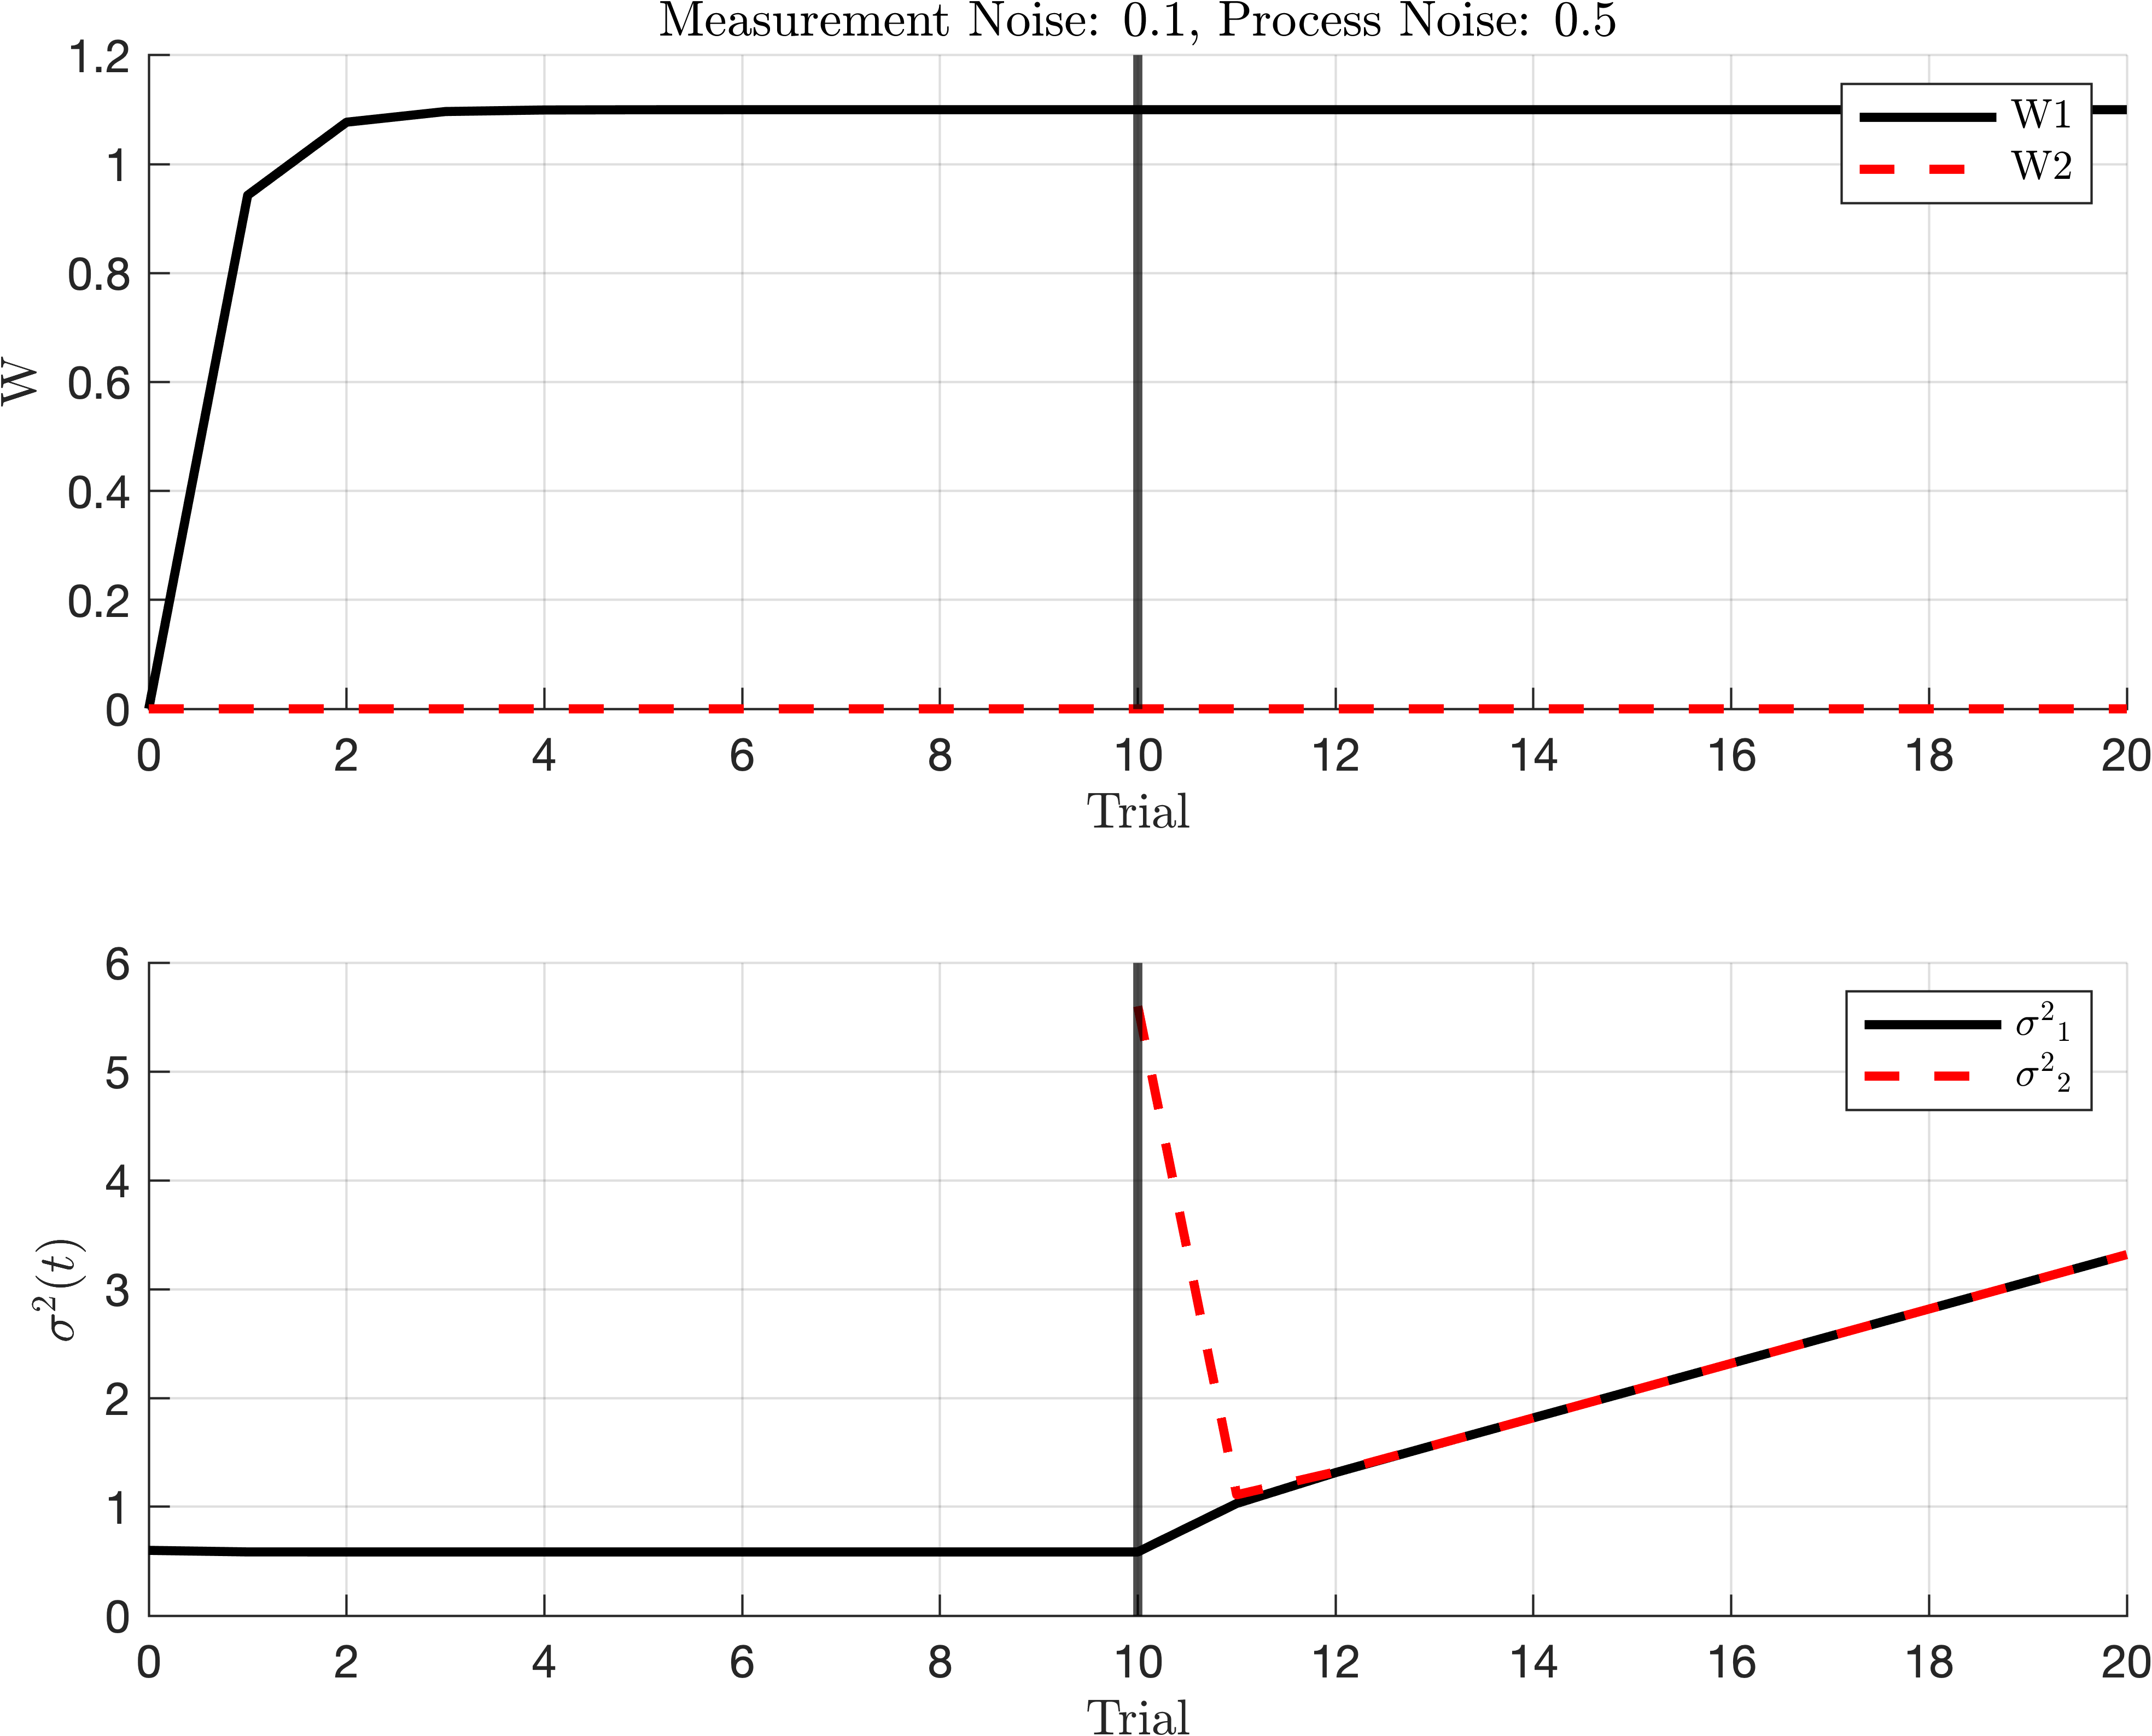 Measurement Noise: 0.1, Process Noise: 0.5
1.2
1
0.8
0.6
0.4
0.2
0
W
W1
W2
0 2 4 6 8 10 12 14 16 18 20
Trial
6
5
4
3
2
1
0
σ²(t)
σ²₁
σ²₂
0 2 4 6 8 10 12 14 16 18 20
Trial